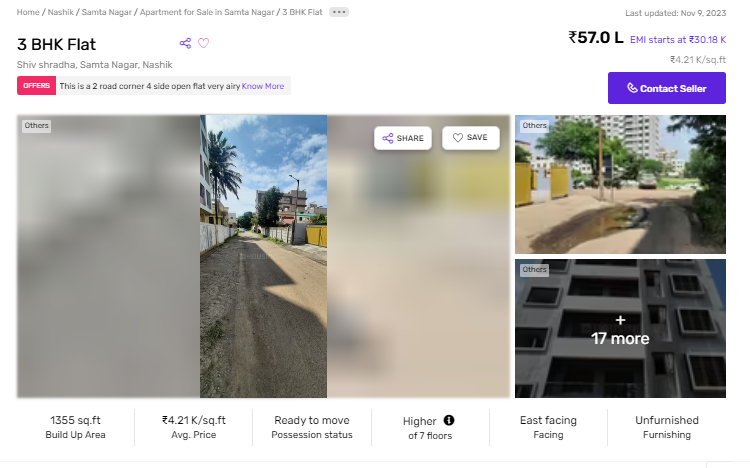 Home / Nashik / Samta Nagar / Apartment for Sale in Samta Nagar / 3 BHK Flat
Last updated: Nov 9, 2023
3 BHK Flat
₹57.0 L EMI starts at ₹30.18 K
Shiv shradha, Samta Nagar, Nashik
₹4.21 K/sq.ft
OFFERS This is a 2 road corner 4 side open flat very airy Know More
Contact Seller
Others
SHARE
SAVE
Others
Others
+
17 more
1355 sq.ft
Build Up Area
₹4.21 K/sq.ft
Avg. Price
Ready to move
Possession status
Higher
of 7 floors
East facing
Facing
Unfurnished
Furnishing